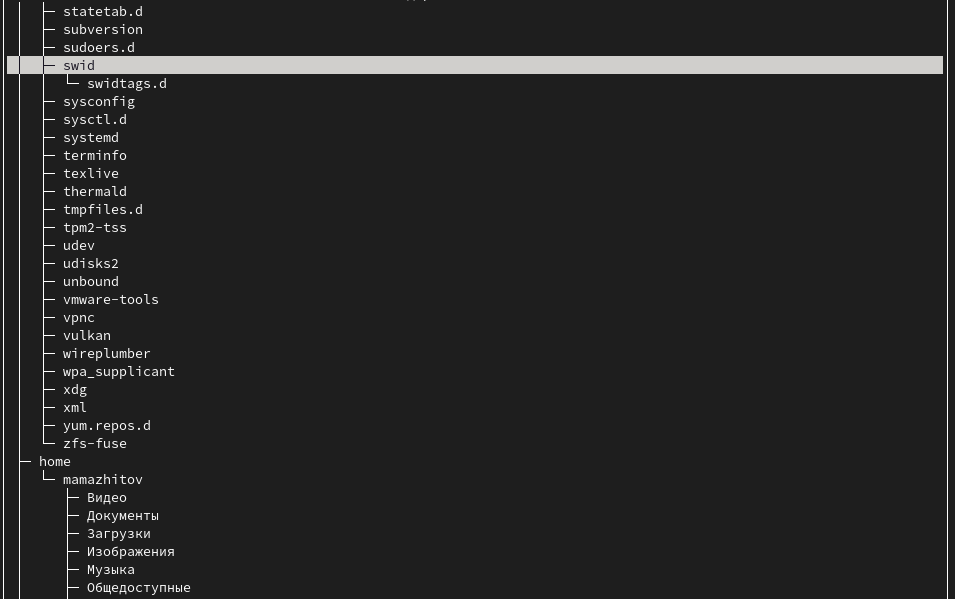 statetab.d
subversion
sudoers.d
swid
swidtags.d
sysconfig
sysctl.d
systemd
terminfo
texlive
thermald
tmpfiles.d
tpm2-tss
udev
udisks2
unbound
vmware-tools
vpnc
vulkan
wireplumber
wpa_supplicant
xdg
xml
yum.repos.d
zfs-fuse
home
mamazhitov
Видео
Документы
Загрузки
Изображения
Музыка
Общедоступные